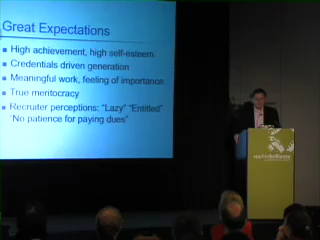 Great Expectations
High achievement, high self-esteem.
Credentials driven generation
Meaningful work, feeling of importance
True meritocracy
Recruiter perceptions: "Lazy" "Entitled"
"No patience for paying dues"